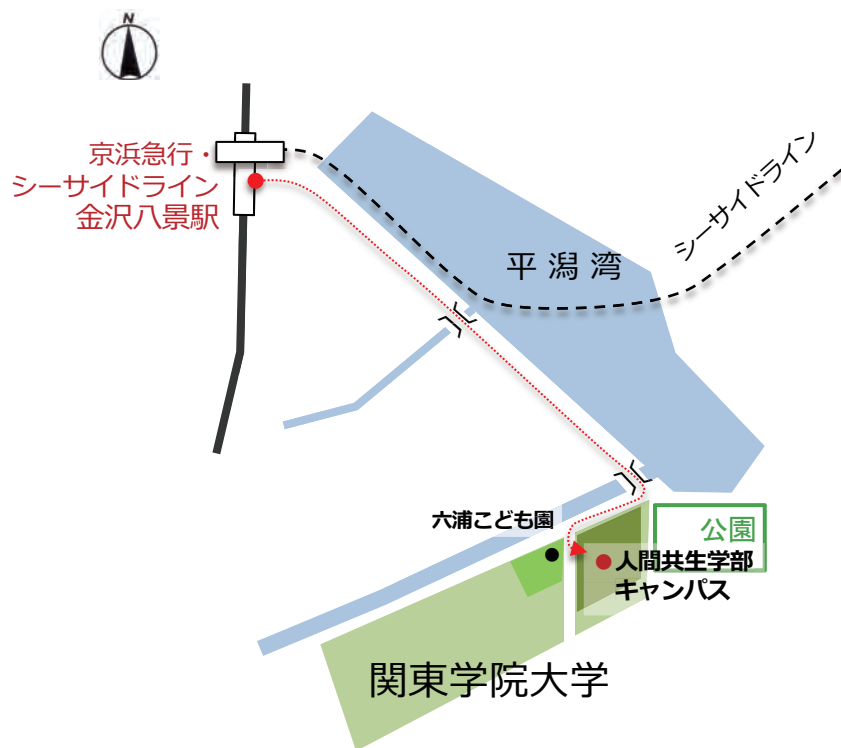 N
京浜急行・
シーサイドライン
金沢八景駅
シーサイドライン
平潟湾
六浦こども園
公園
人間共生学部
キャンパス
関東学院大学